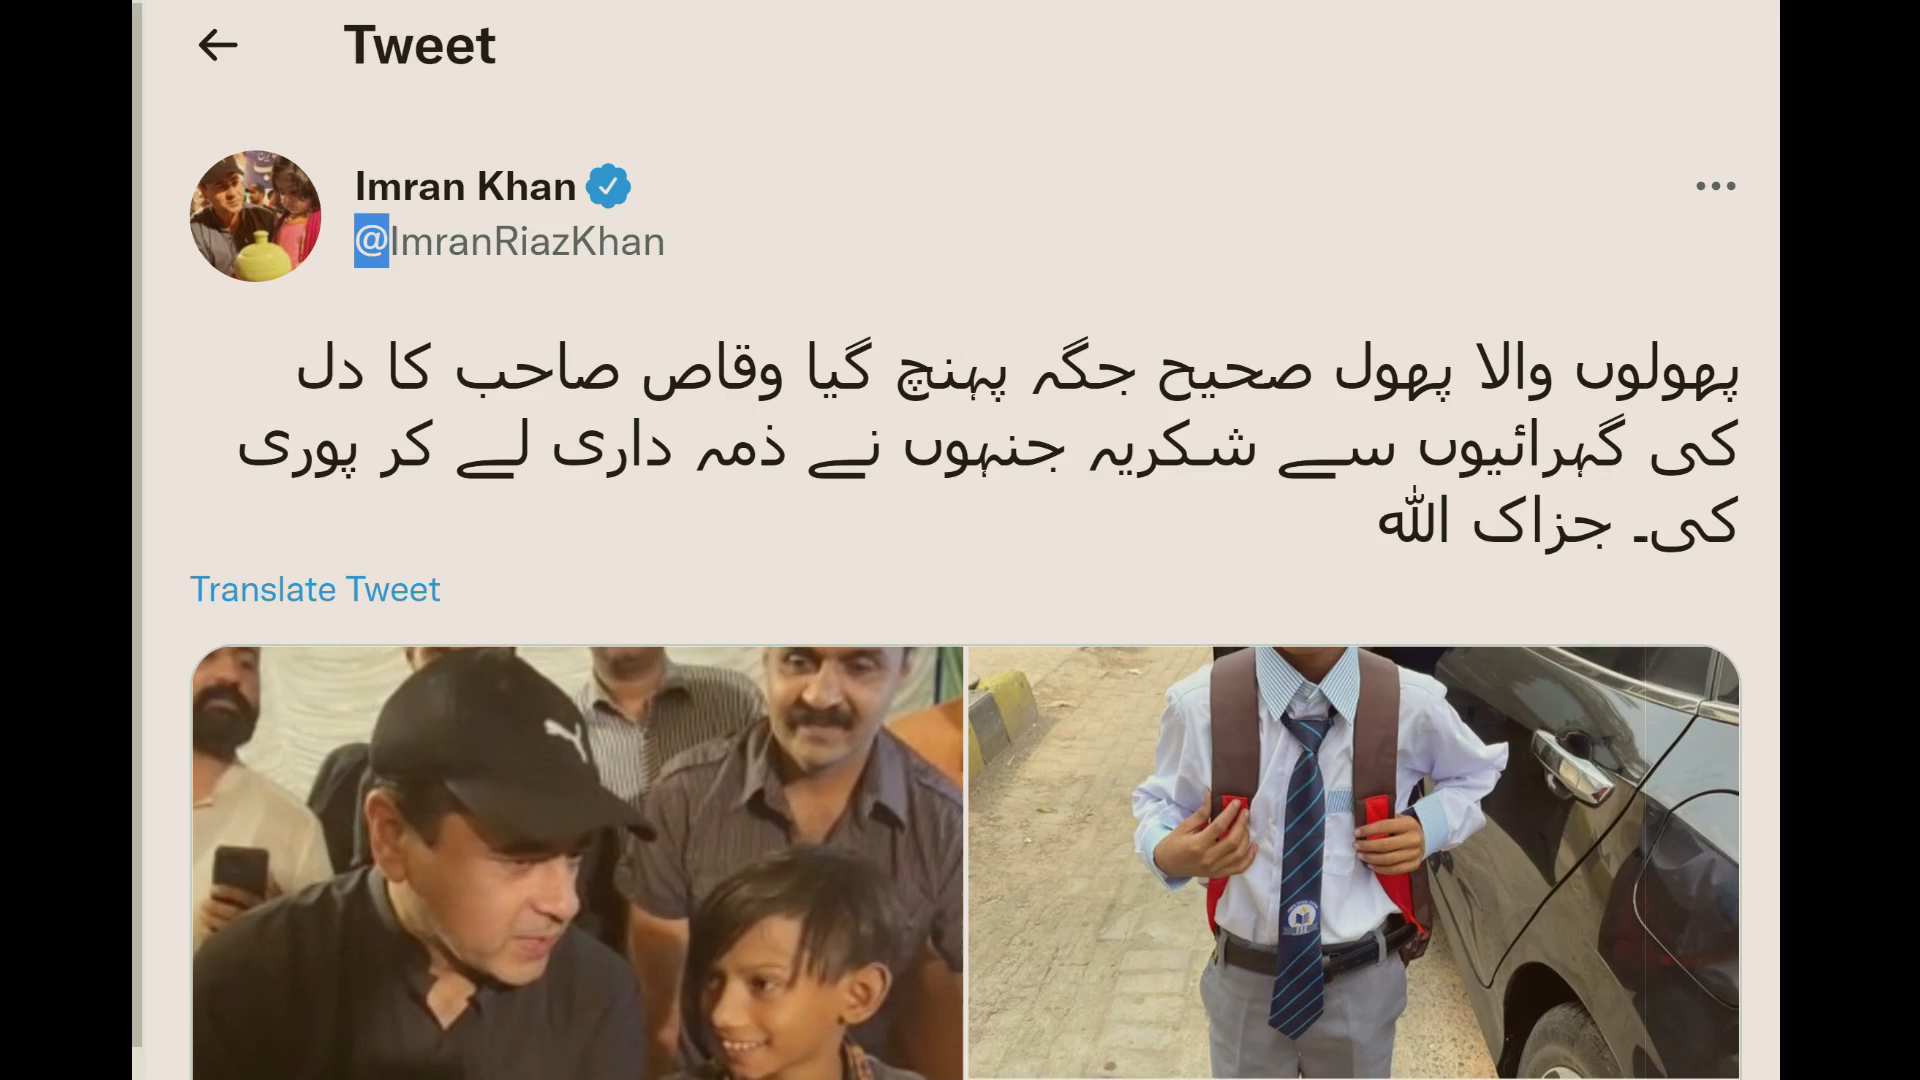 Tweet
Imran Khan
@ImranRiazKhan
پھولوں والا پھول صحیح جگہ پہنچ گیا وقاص صاحب کا دل
کی گہرائیوں سے شکریہ جنہوں نے ذمہ داری لے کر پوری
کی۔ جزاک اللہ
Translate Tweet